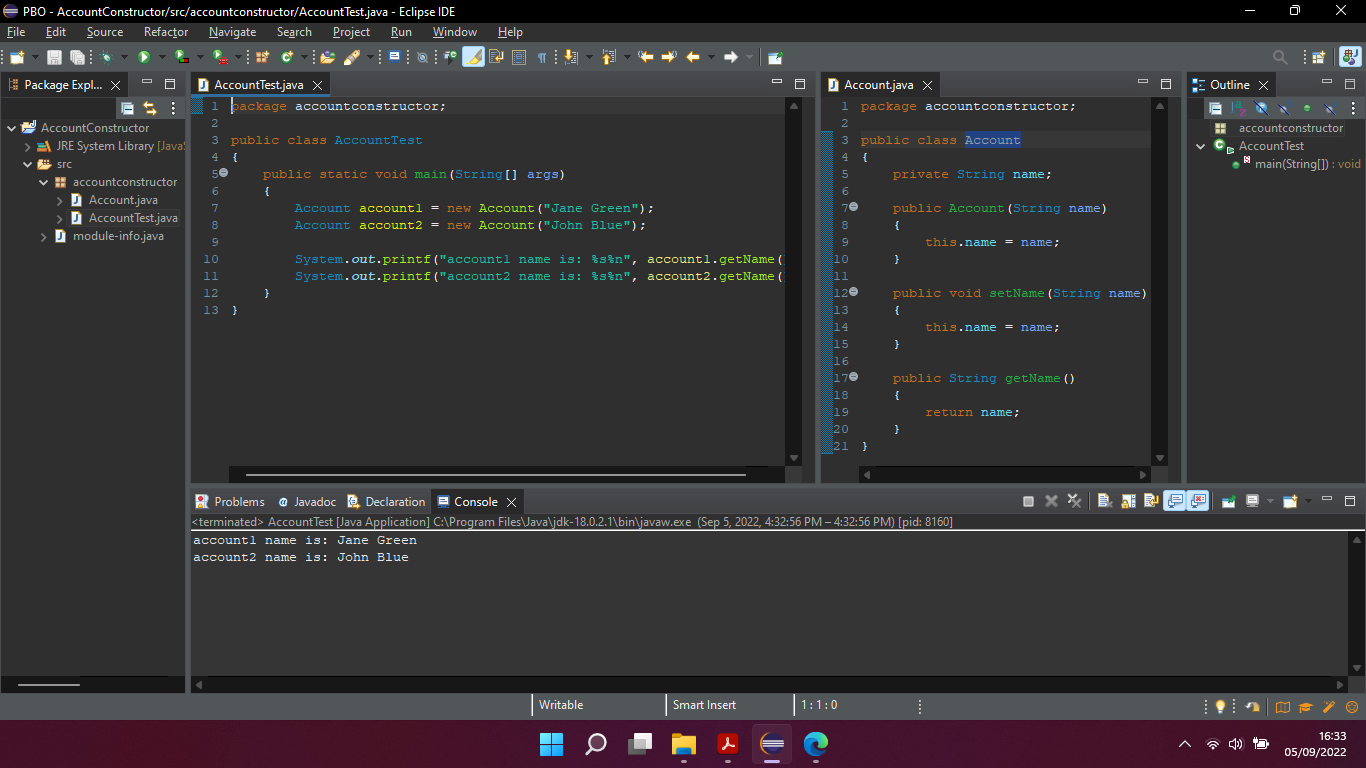 PBO - AccountConstructor/src/accountconstructor/AccountTest.java - Eclipse IDE
File Edit Source Refactor Navigate Search Project Run Window Help
Package Expl...
AccountConstructor
JRE System Library [JavaS
src
accountconstructor
Account.java
AccountTest.java
module-info.java
AccountTest.java
1 package accountconstructor;
2
3 public class AccountTest
4 {
5 public static void main(String[] args)
6 {
7 Account account1 = new Account("Jane Green");
8 Account account2 = new Account("John Blue");
9
10 System.out.printf("account1 name is: %s%n", account1.getName(
11 System.out.printf("account2 name is: %s%n", account2.getName(
12 }
13 }
Account.java
1 package accountconstructor;
2
3 public class Account
4 {
5 private String name;
6
7 public Account(String name)
8 {
9 this.name = name;
10 }
11
12 public void setName(String name)
13 {
14 this.name = name;
15 }
16
17 public String getName()
18 {
19 return name;
20 }
21 }
Outline
accountconstructor
AccountTest
main(String[]) : void
Problems Javadoc Declaration Console
<terminated> AccountTest [Java Application] C:\Program Files\Java\jdk-18.0.2.1\bin\javaw.exe (Sep 5, 2022, 4:32:56 PM – 4:32:56 PM) [pid: 8160]
account1 name is: Jane Green
account2 name is: John Blue
Writable Smart Insert 1 : 1 : 0
16:33
05/09/2022